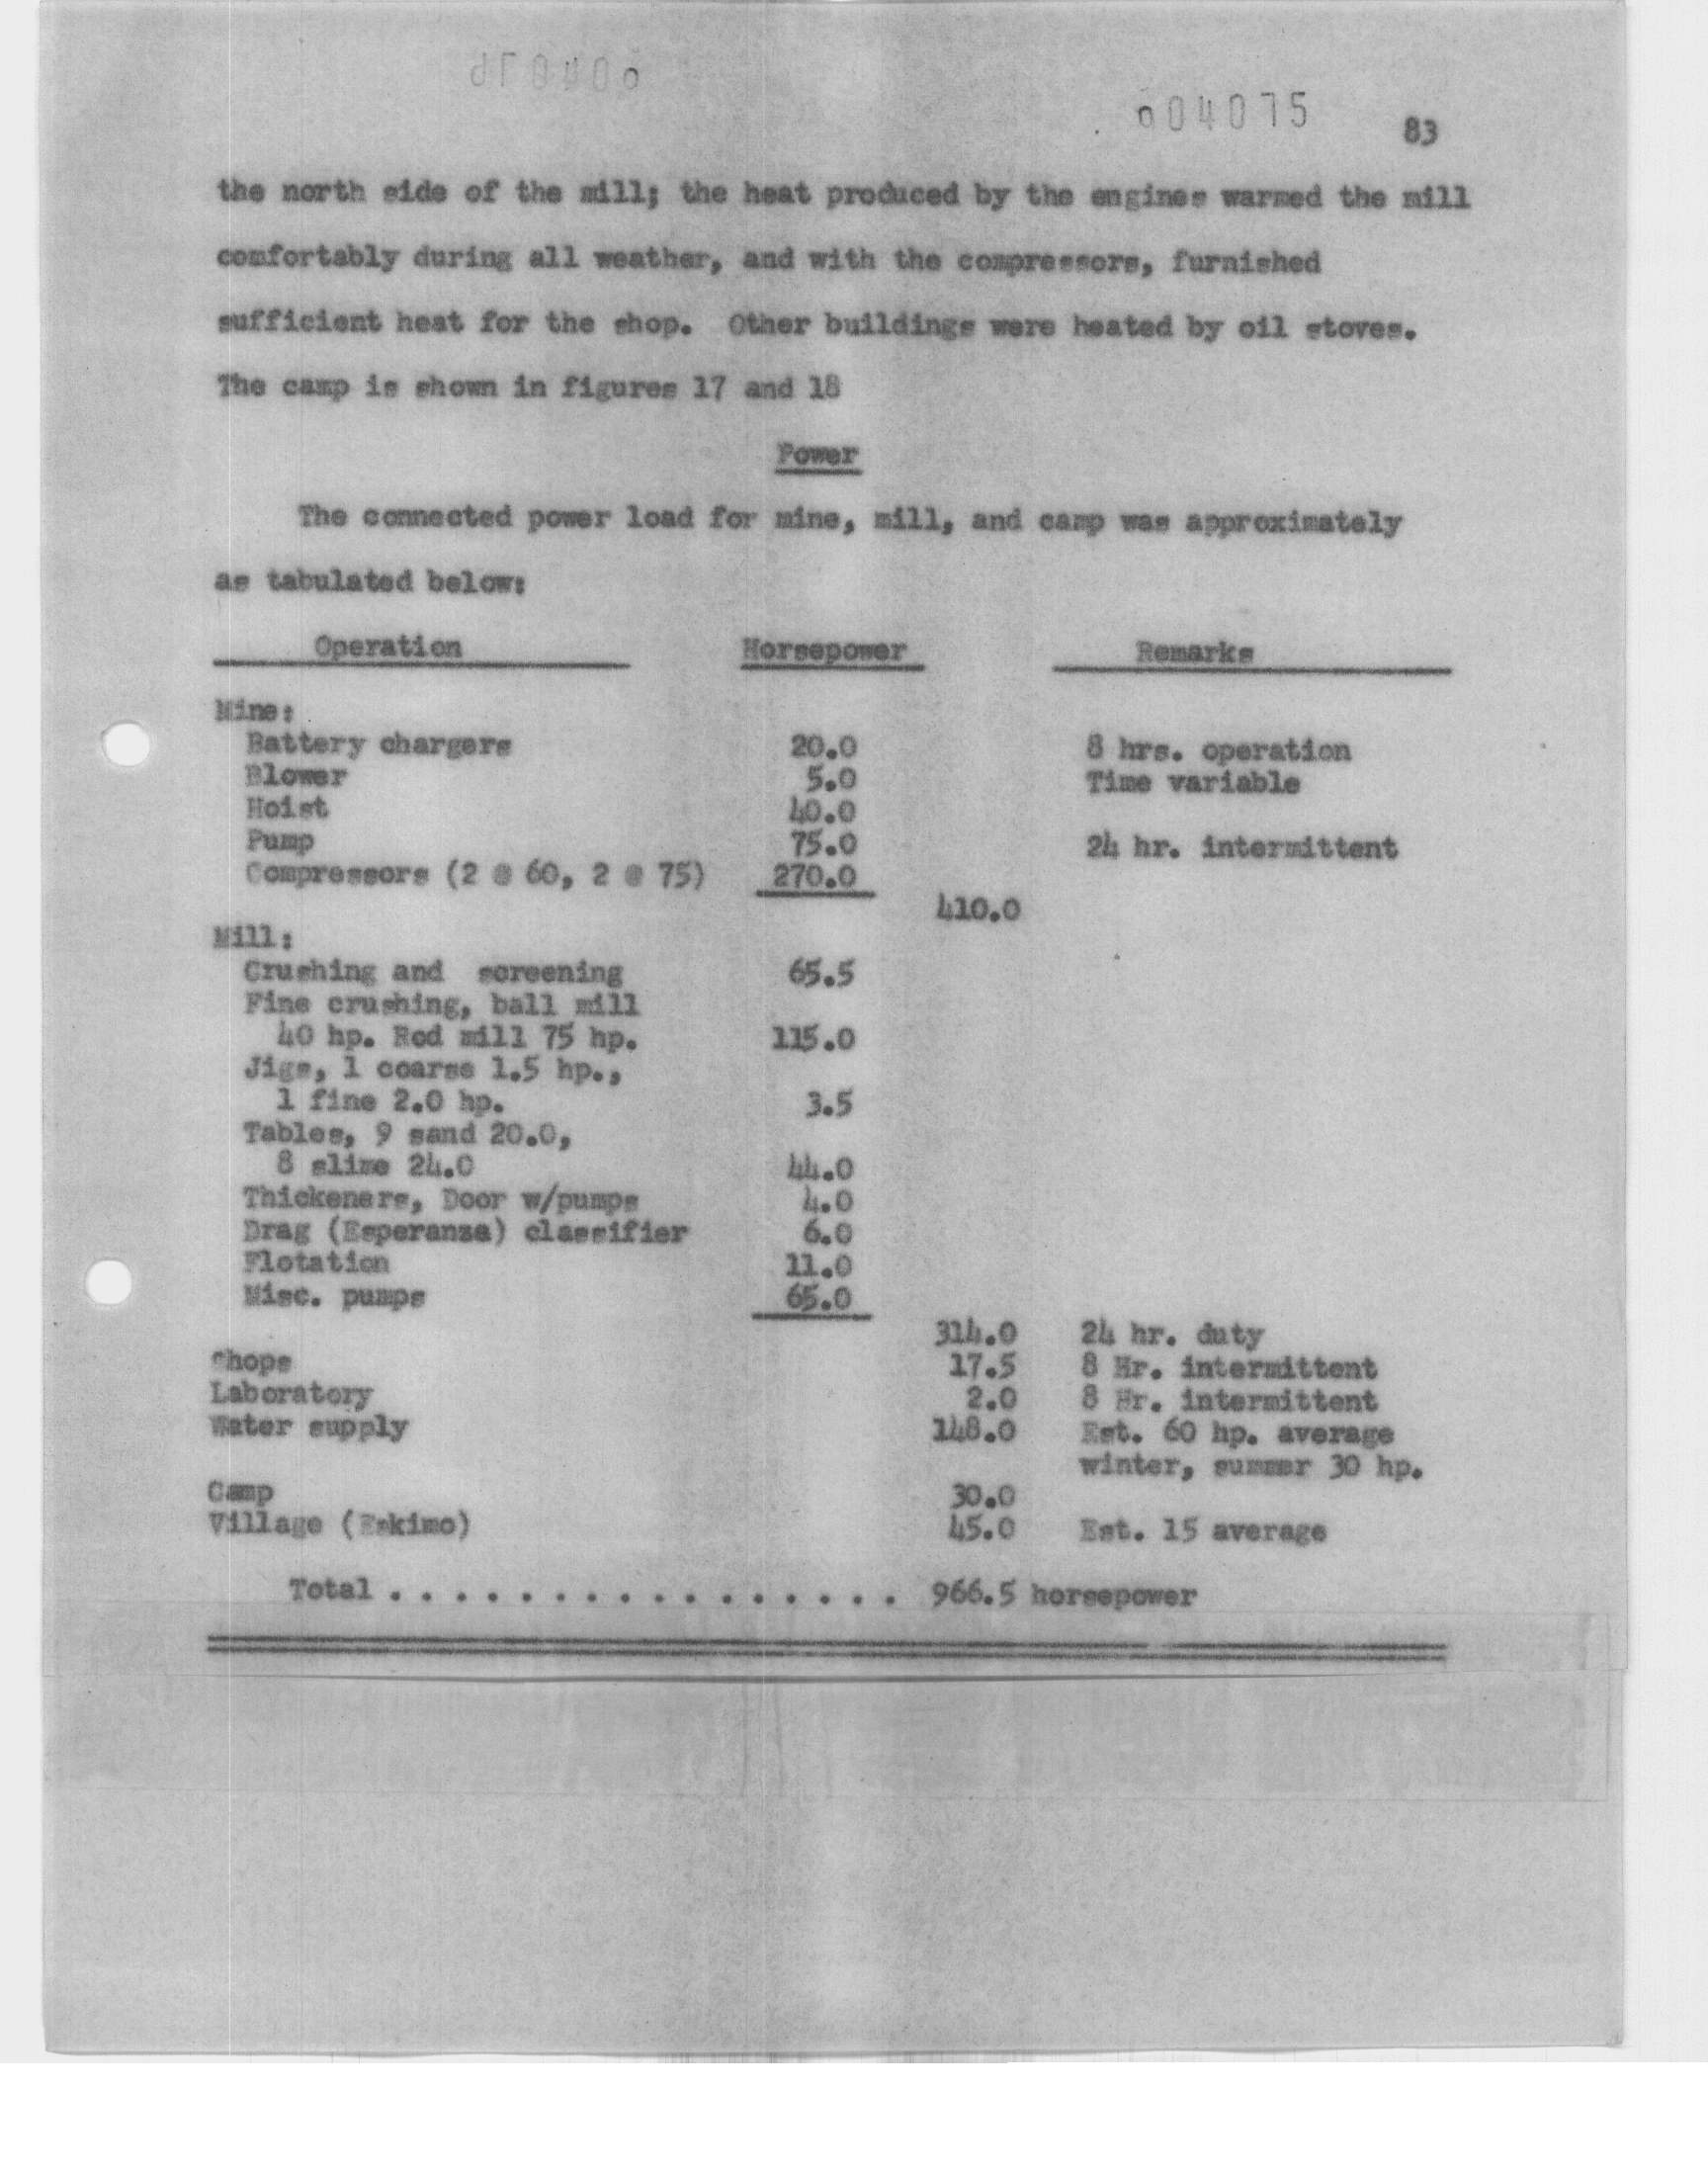 004075
83
the north side of the mill; the heat produced by the engines warmed the mill
comfortably during all weather, and with the compressors, furnished
sufficient heat for the shop. Other buildings were heated by oil stoves.
The camp is shown in figures 17 and 18
Power
The connected power load for mine, mill, and camp was approximately
as tabulated below:
Operation Horsepower Remarks
Mine:
Battery chargers 20.0 8 hrs. operation
Blower 5.0 Time variable
Hoist 40.0
Pump 75.0 24 hr. intermittent
Compressors (2 @ 60, 2 @ 75) 270.0
410.0
Mill:
Crushing and screening 65.5
Fine crushing, ball mill
40 hp. Rod mill 75 hp. 115.0
Jigs, 1 coarse 1.5 hp.,
1 fine 2.0 hp. 3.5
Tables, 9 sand 20.0,
8 slime 24.0 44.0
Thickeners, Door w/pumps 4.0
Drag (Esperanza) classifier 6.0
Flotation 11.0
Misc. pumps 65.0
314.0 24 hr. duty
Shops 17.5 8 Hr. intermittent
Laboratory 2.0 8 Hr. intermittent
Water supply 148.0 Est. 60 hp. average
winter, summer 30 hp.
Camp 30.0
Village (Eskimo) 45.0 Est. 15 average
Total . . . . . . . . . . . . . . . . 966.5 horsepower